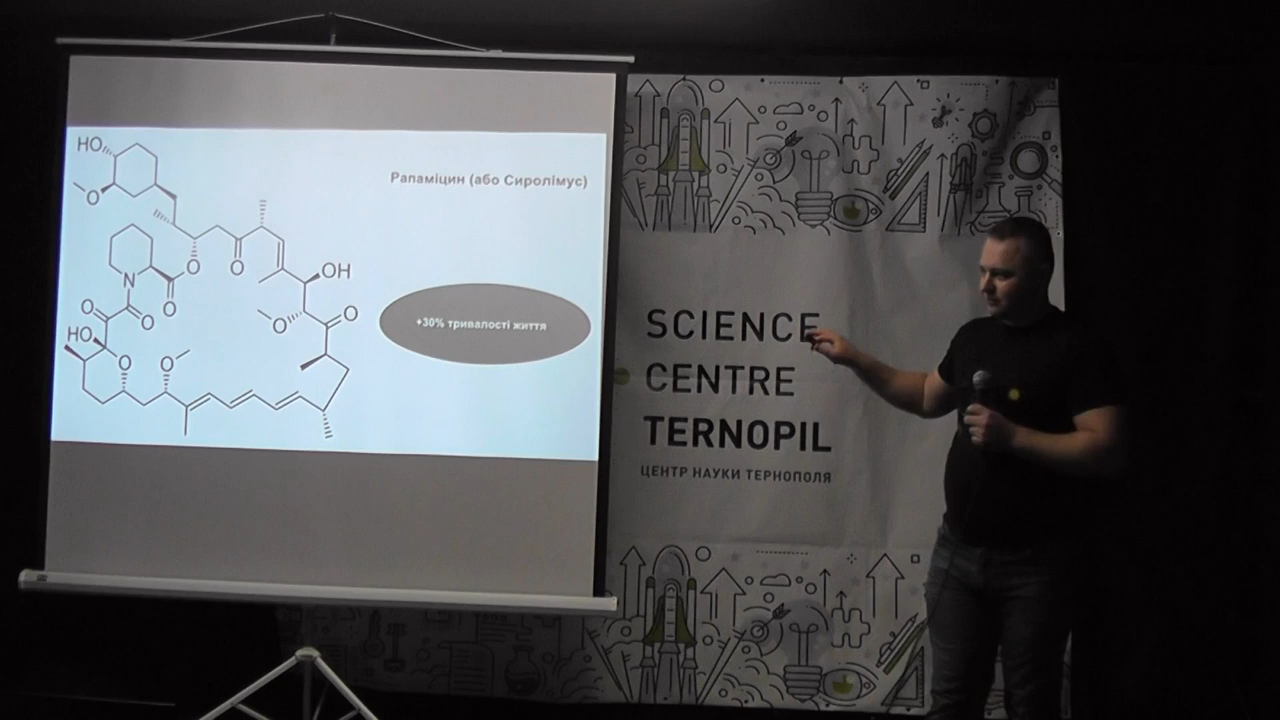 Рапаміцин (або Сиролімус)
HO
O
O
O
OH
N
O
O
O
O
O
HO
O
O
+30% тривалості життя
SCIENCE
CENTRE
TERNOPIL
ЦЕНТР НАУКИ ТЕРНОПОЛЯ